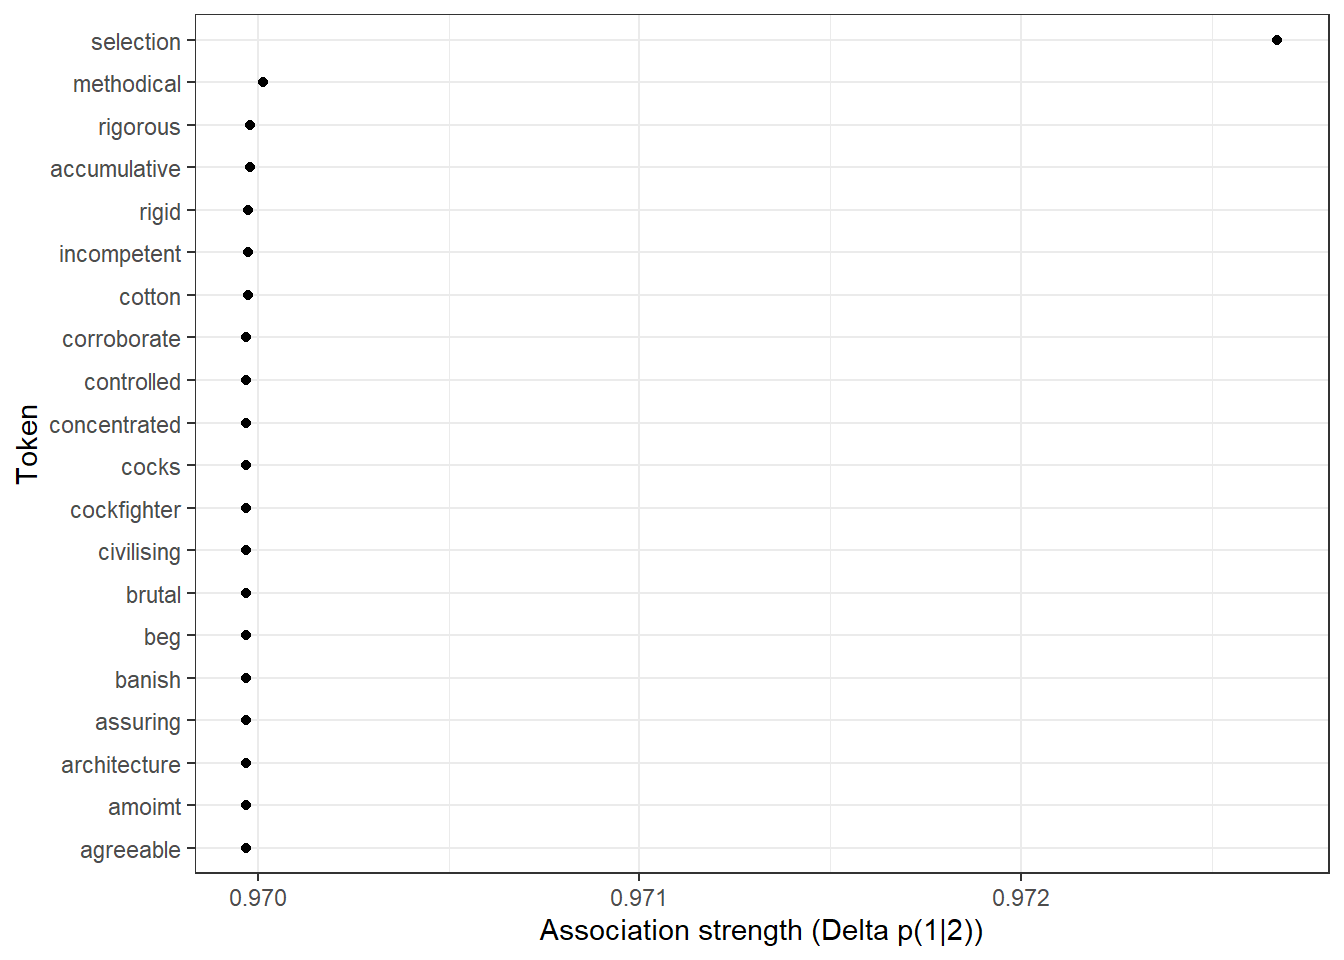 selection
methodical
rigorous
accumulative
rigid
incompetent
cotton
corroborate
controlled
concentrated
cocks
cockfighter
civilising
brutal
beg
banish
assuring
architecture
amoimt
agreeable
Token
0.970 0.971 0.972
Association strength (Delta p(1|2))